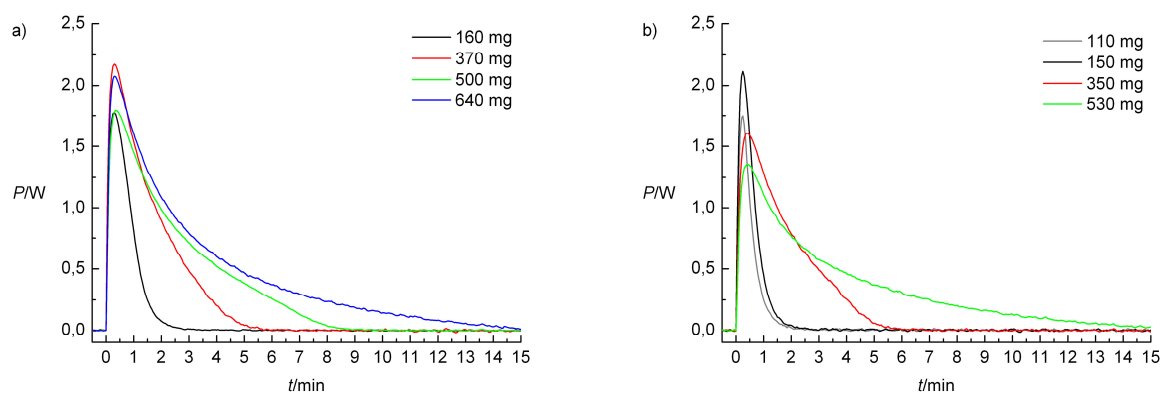 a)
2,5
2,0
1,5
1,0
0,5
0,0
P/W
160 mg
370 mg
500 mg
640 mg
0 1 2 3 4 5 6 7 8 9 10 11 12 13 14 15
t/min
b)
2,5
2,0
1,5
1,0
0,5
0,0
P/W
110 mg
150 mg
350 mg
530 mg
0 1 2 3 4 5 6 7 8 9 10 11 12 13 14 15
t/min